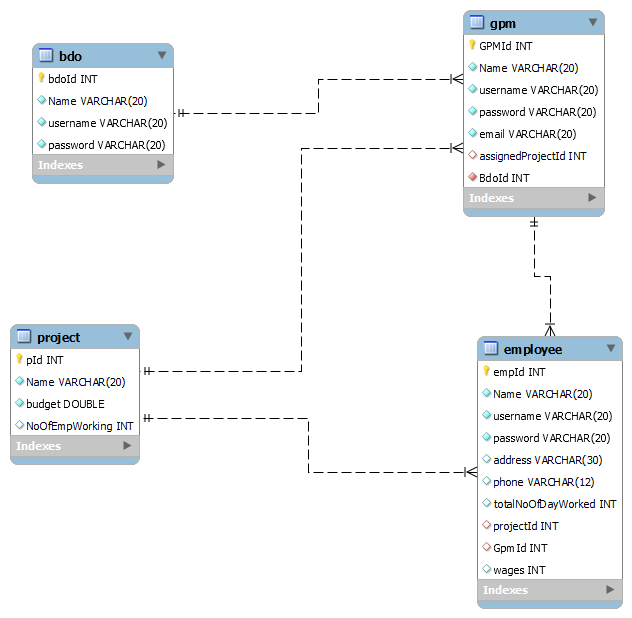 bdo
bdoId INT
Name VARCHAR(20)
username VARCHAR(20)
password VARCHAR(20)
Indexes
gpm
GPMId INT
Name VARCHAR(20)
username VARCHAR(20)
password VARCHAR(20)
email VARCHAR(20)
assignedProjectId INT
BdoId INT
Indexes
project
pId INT
Name VARCHAR(20)
budget DOUBLE
NoOfEmpWorking INT
Indexes
employee
empId INT
Name VARCHAR(20)
username VARCHAR(20)
password VARCHAR(20)
address VARCHAR(30)
phone VARCHAR(12)
totalNoOfDayWorked INT
projectId INT
GpmId INT
wages INT
Indexes